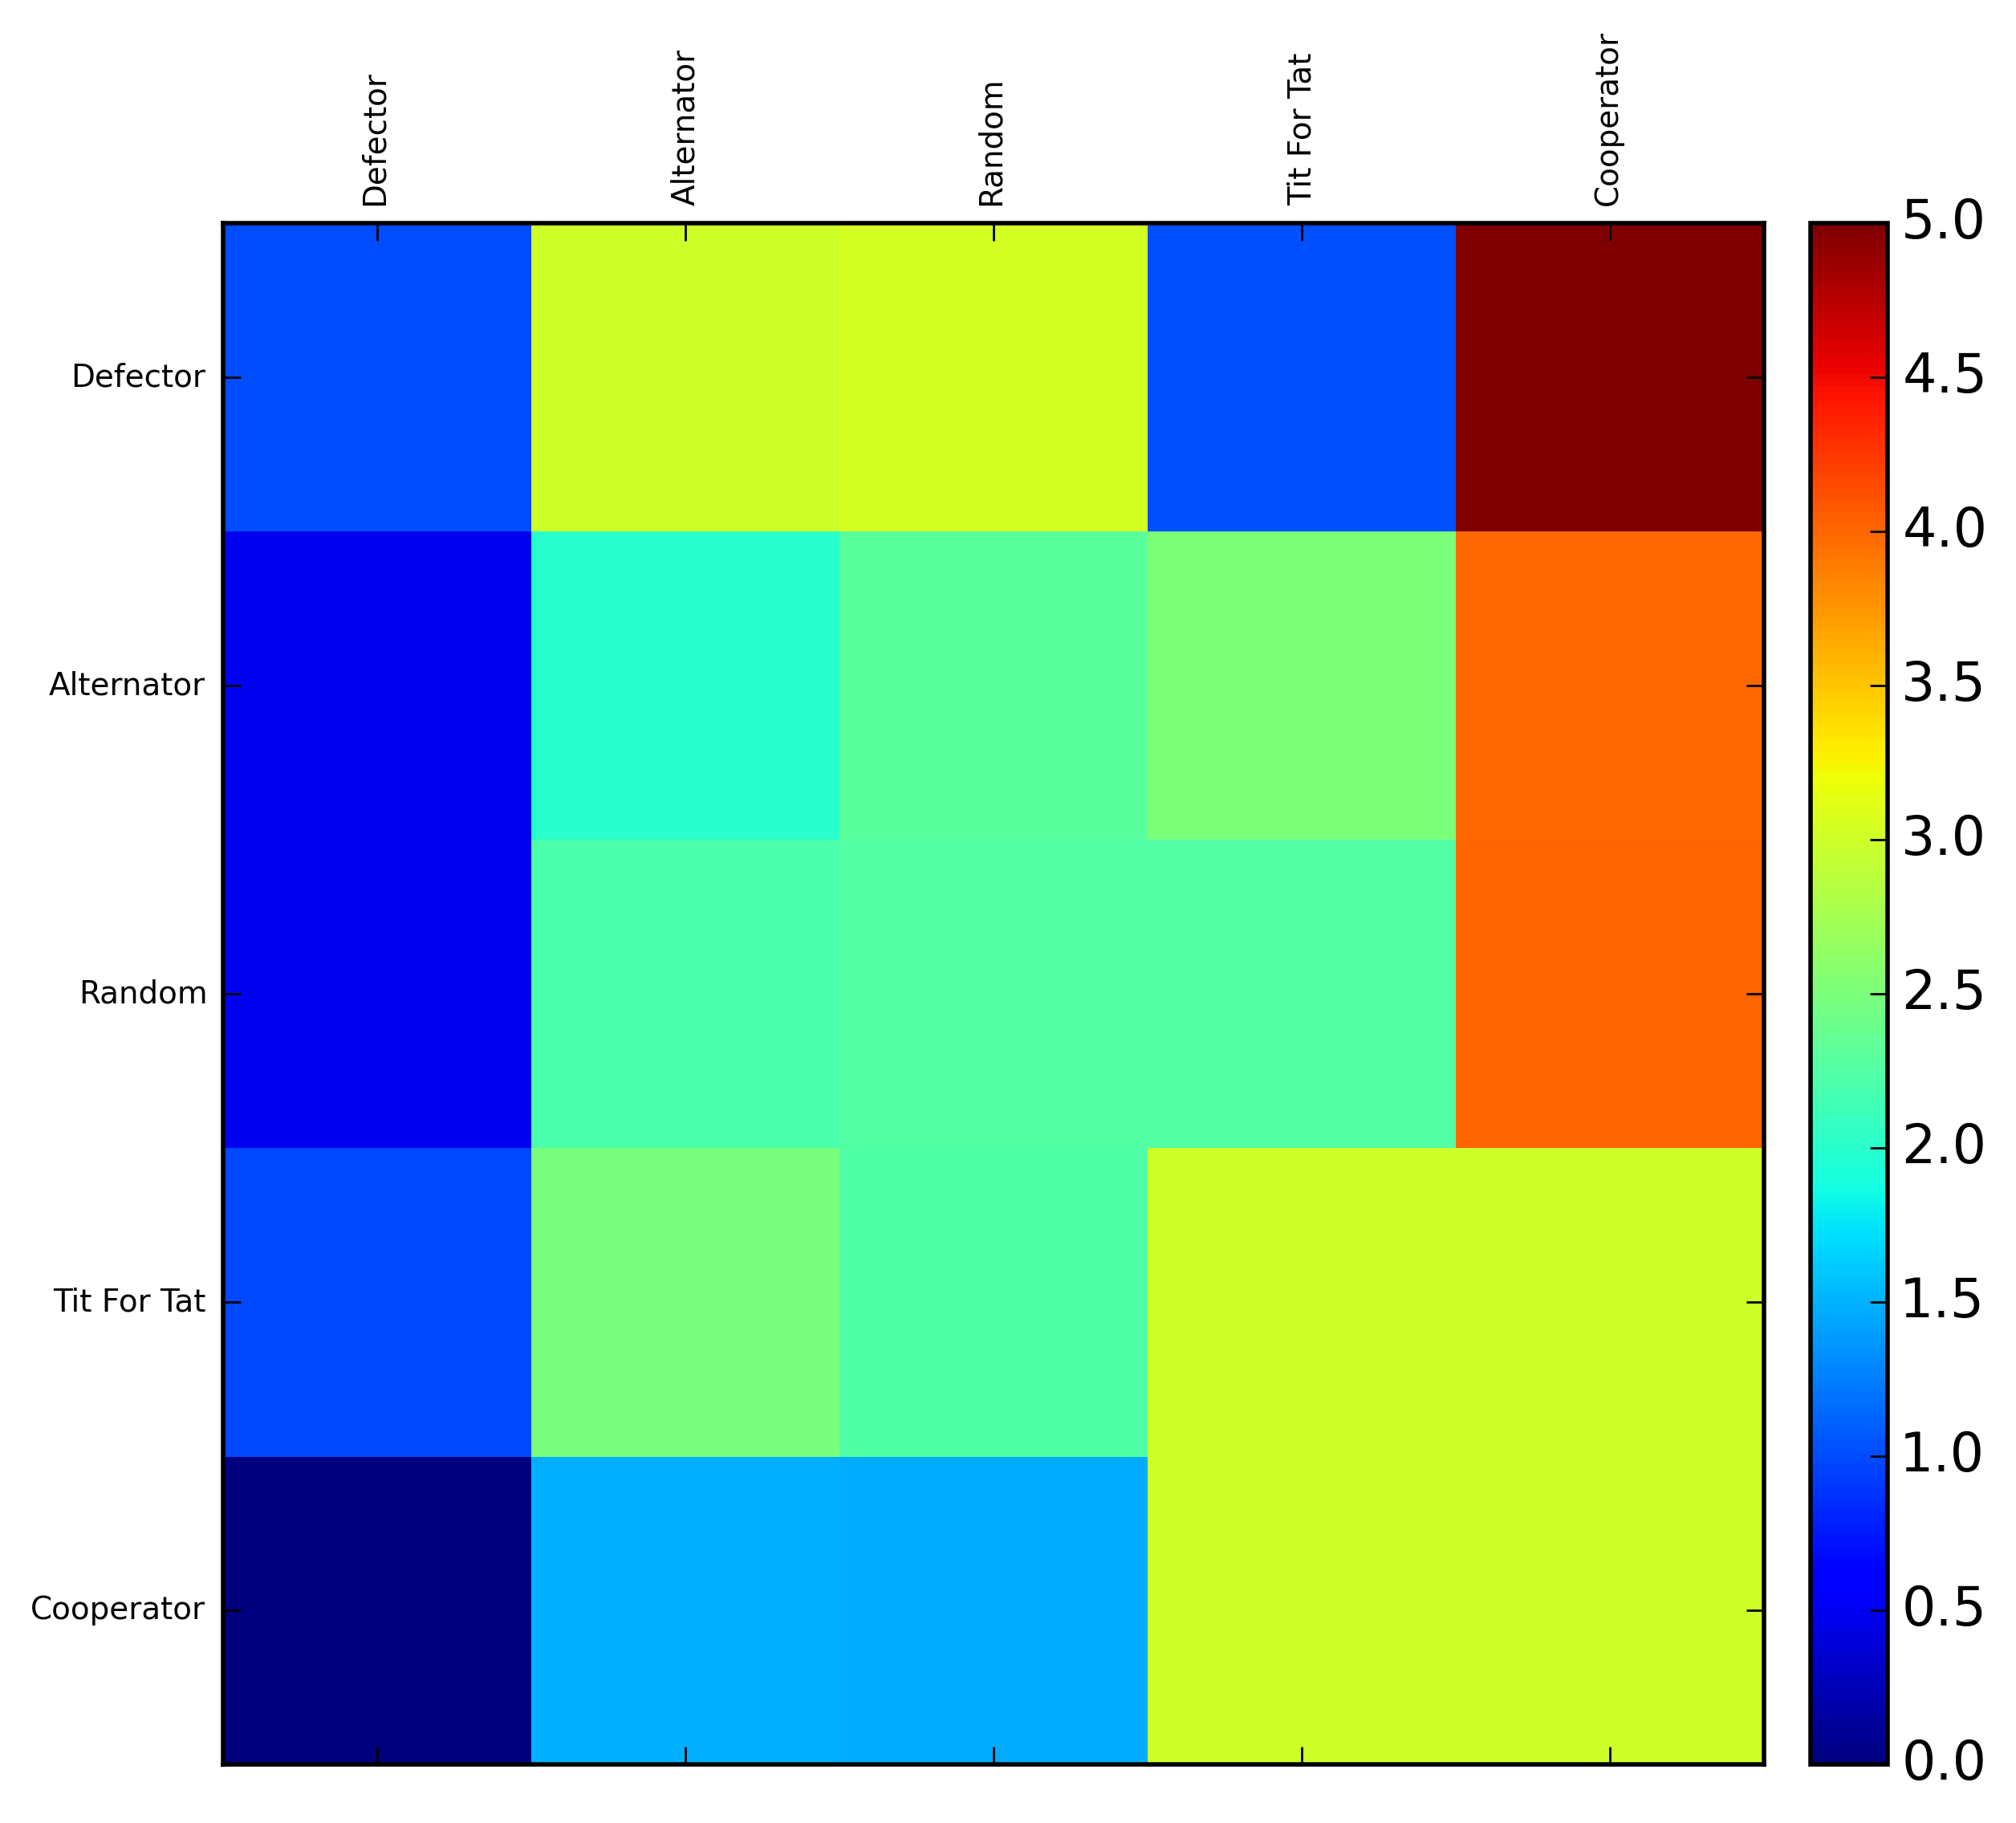 Defector
Alternator
Random
Tit For Tat
Cooperator
Defector
Alternator
Random
Tit For Tat
Cooperator
5.0
4.5
4.0
3.5
3.0
2.5
2.0
1.5
1.0
0.5
0.0